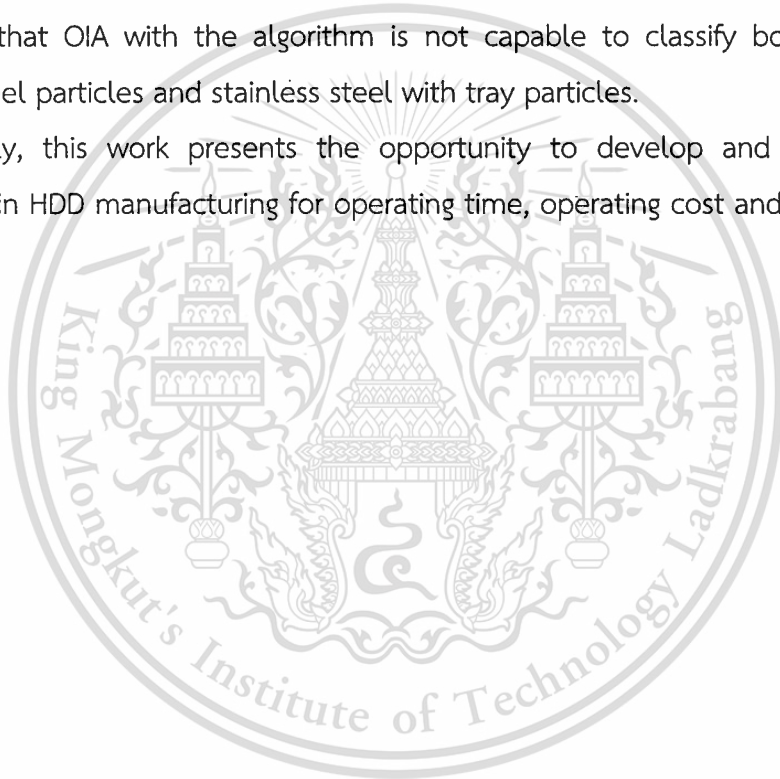 that OIA with the algorithm is not capable to classify bo
el particles and stainless steel with tray particles.
y, this work presents the opportunity to develop and
in HDD manufacturing for operating time, operating cost and
King Mongkut's Institute of Technology Ladkrabang